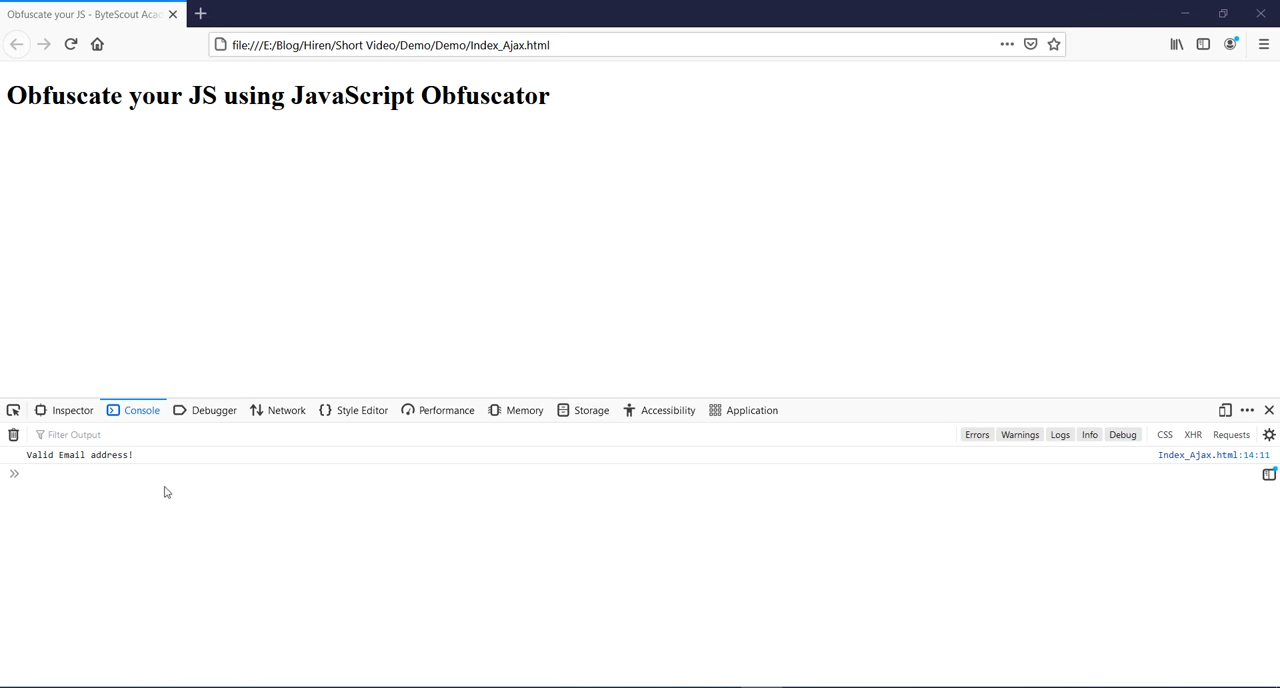 Obfuscate your JS - ByteScout Aca
file:///E:/Blog/Hiren/Short Video/Demo/Demo/Index_Ajax.html
Obfuscate your JS using JavaScript Obfuscator
Inspector Console Debugger Network Style Editor Performance Memory Storage Accessibility Application
Filter Output Errors Warnings Logs Info Debug CSS XHR Requests
Valid Email address! Index_Ajax.html:14:11